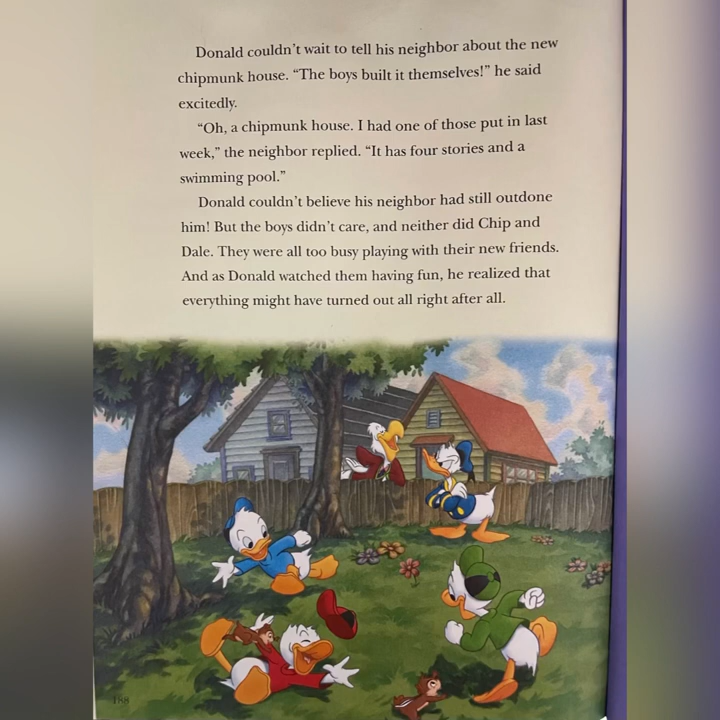 Donald couldn't wait to tell his neighbor about the new
chipmunk house. “The boys built it themselves!” he said
excitedly.
“Oh, a chipmunk house. I had one of those put in last
week,” the neighbor replied. “It has four stories and a
swimming pool.”
Donald couldn't believe his neighbor had still outdone
him! But the boys didn't care, and neither did Chip and
Dale. They were all too busy playing with their new friends.
And as Donald watched them having fun, he realized that
everything might have turned out all right after all.
188